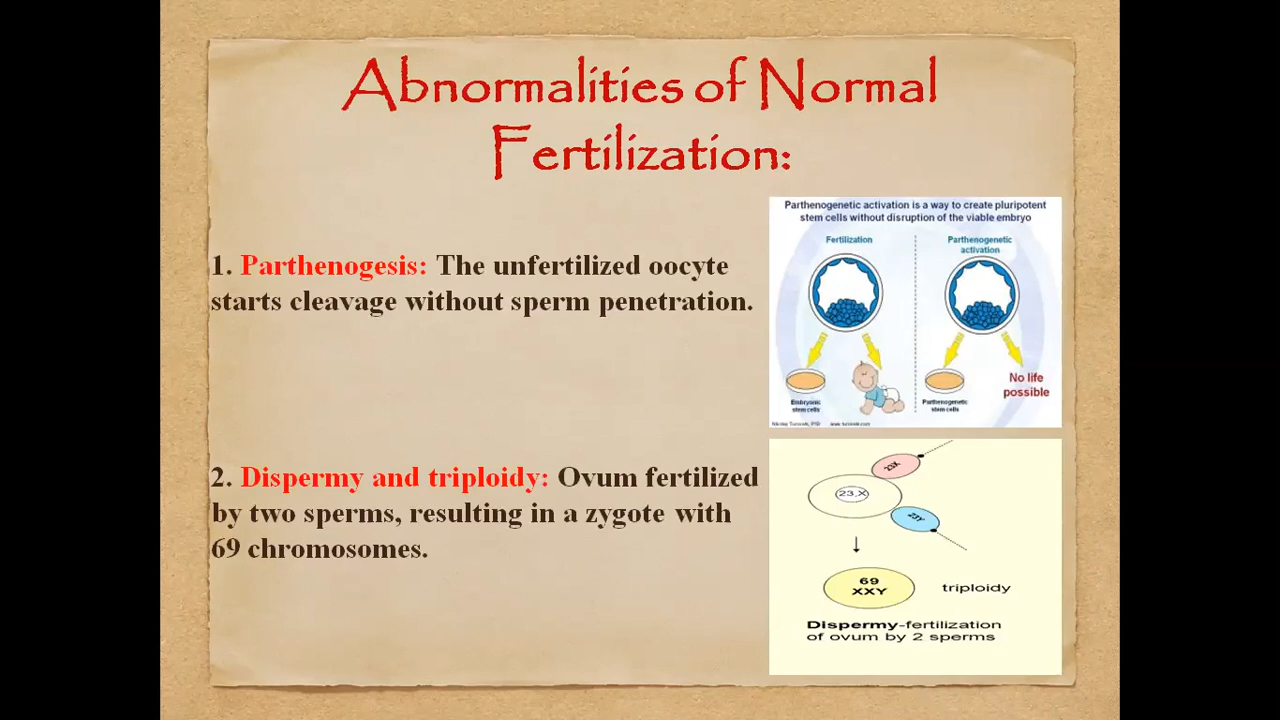 Abnormalities of Normal
Fertilization:
1. Parthenogesis: The unfertilized oocyte
starts cleavage without sperm penetration.
Parthenogenetic activation is a way to create pluripotent
stem cells without disruption of the viable embryo
Fertilization
Parthenogenetic
activation
No life
possible
Embryonic
stem cells
Parthenogenetic
stem cells
2. Dispermy and triploidy: Ovum fertilized
by two sperms, resulting in a zygote with
69 chromosomes.
23X
23,X
23Y
69
XXY
triploidy
Dispermy-fertilization
of ovum by 2 sperms